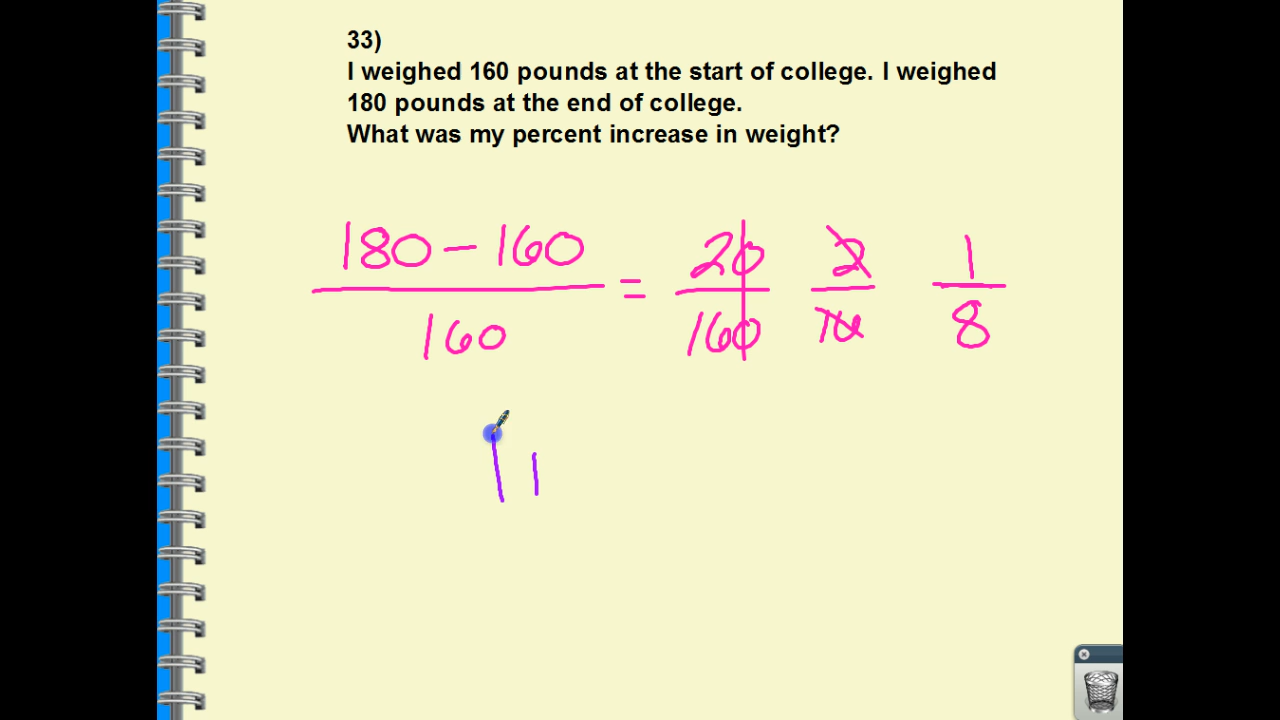 33)
I weighed 160 pounds at the start of college. I weighed
180 pounds at the end of college.
What was my percent increase in weight?
180 - 160 = 20 2 1
160 160 16 8
1